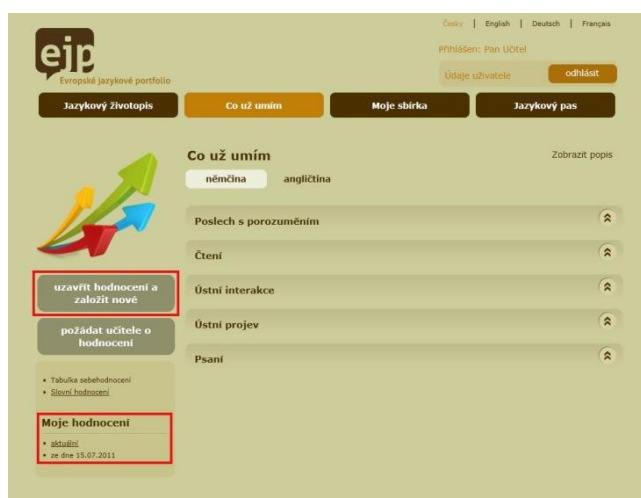 Česky | English | Deutsch | Français
ejp
Evropské jazykové portfolio
Přihlášen: Pan Učitel
Údaje uživatele
odhlásit
Jazykový životopis
Co už umím
Moje sbírka
Jazykový pas
Co už umím
Zobrazit popis
němčina
angličtina
Poslech s porozuměním
Čtení
Ústní interakce
Ústní projev
Psaní
uzavřít hodnocení a
založit nové
požádat učitele o
hodnocení
• Tabulka sebehodnocení
• Slovní hodnocení
Moje hodnocení
• aktuální
• ze dne 15.07.2011